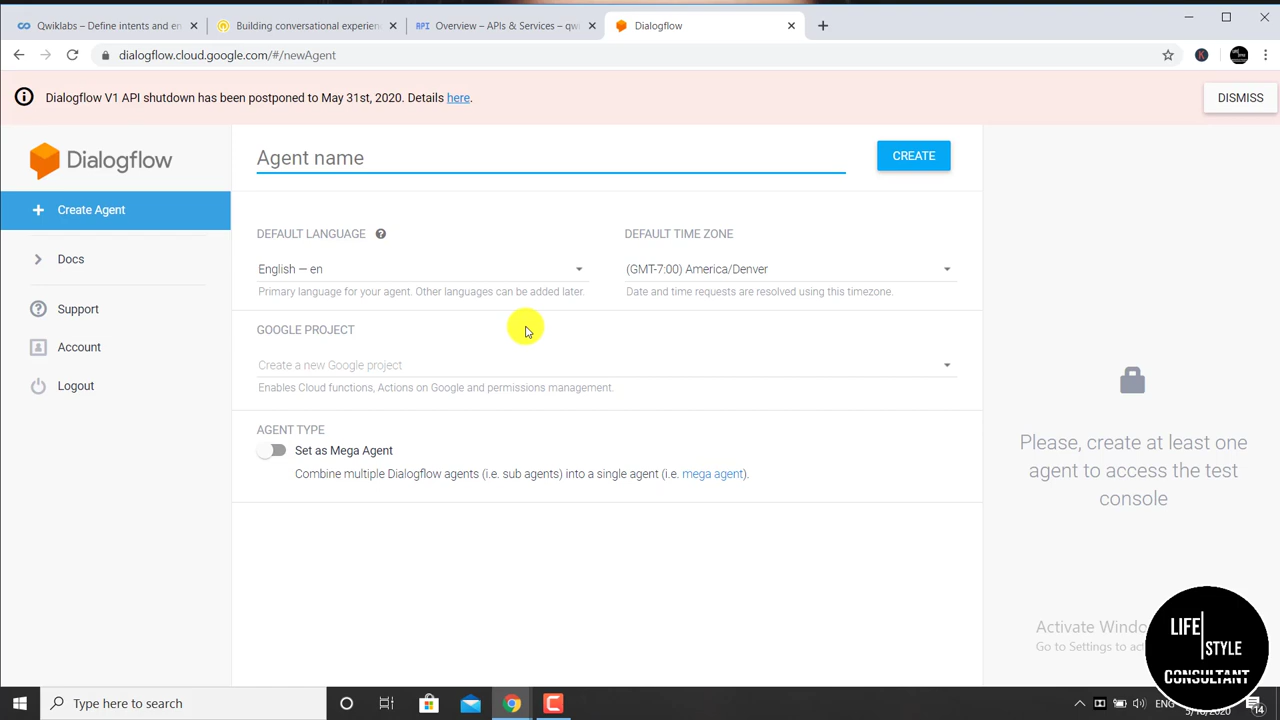 Qwiklabs – Define intents and en
Building conversational experien
API Overview – APIs & Services – qwi
Dialogflow
dialogflow.cloud.google.com/#/newAgent
K
Dialogflow V1 API shutdown has been postponed to May 31st, 2020. Details here.
DISMISS
Dialogflow
Agent name
CREATE
Create Agent
Docs
Support
Account
Logout
DEFAULT LANGUAGE
DEFAULT TIME ZONE
English – en
(GMT-7:00) America/Denver
Primary language for your agent. Other languages can be added later.
Date and time requests are resolved using this timezone.
GOOGLE PROJECT
Create a new Google project
Enables Cloud functions, Actions on Google and permissions management.
AGENT TYPE
Set as Mega Agent
Combine multiple Dialogflow agents (i.e. sub agents) into a single agent (i.e. mega agent).
Please, create at least one
agent to access the test
console
Activate Windo
Go to Settings to act
LIFE
STYLE
CONSULTANT
Type here to search
ENG
14